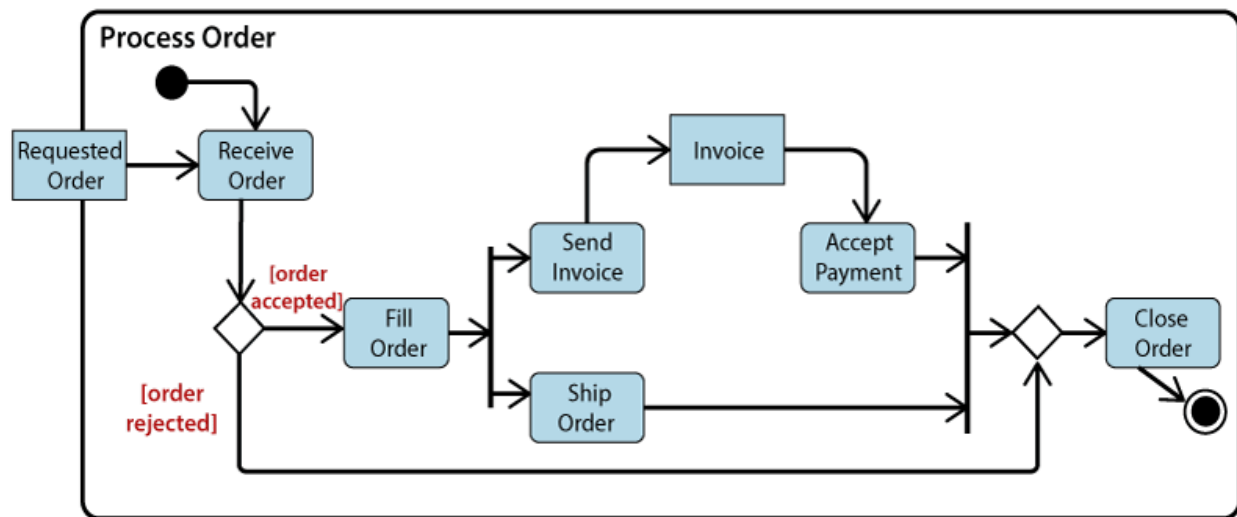 Process Order
Requested
Order
Receive
Order
Invoice
Send
Invoice
Accept
Payment
[order
accepted]
Fill
Order
Close
Order
[order
rejected]
Ship
Order